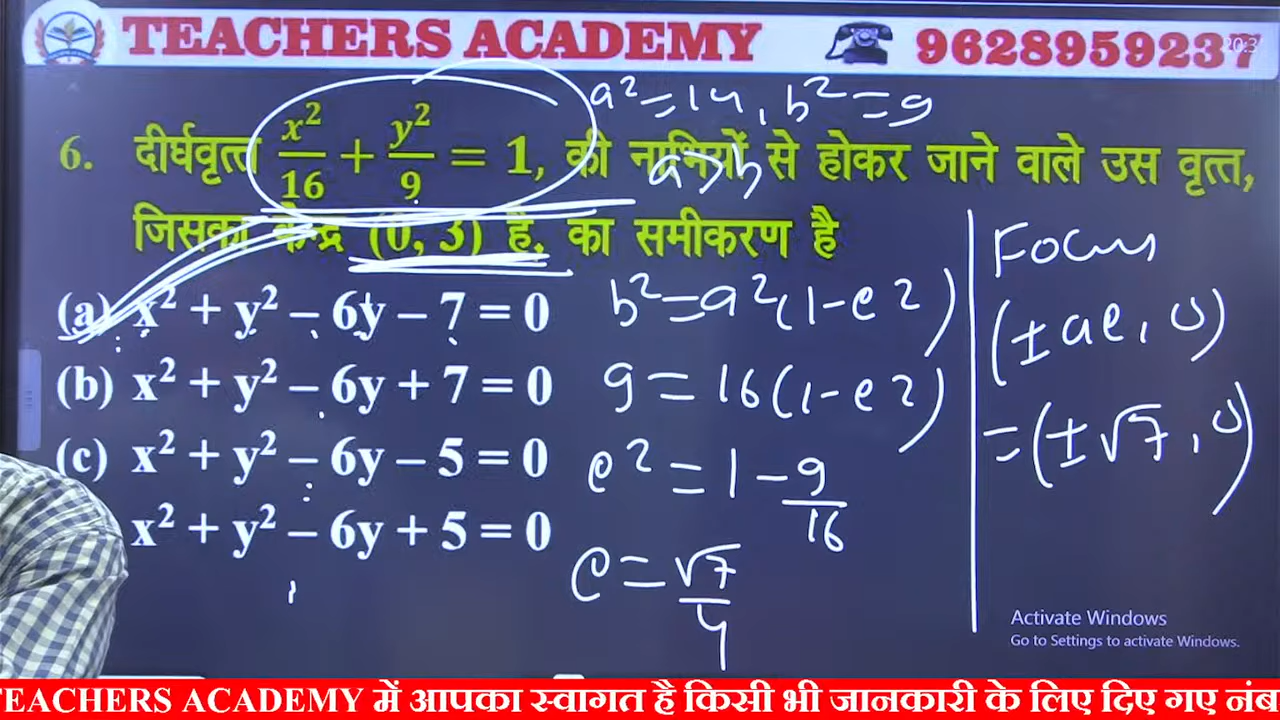 TEACHERS ACADEMY 9628959237
20:3
a²=14, b²=9
6. दीर्घवृत्त x²/16 + y²/9 = 1, की नाभियों से होकर जाने वाले उस वृत्त,
a>b
जिसका केन्द्र (0, 3) है, का समीकरण है
(a) x² + y² – 6y – 7 = 0
(b) x² + y² – 6y + 7 = 0
(c) x² + y² – 6y – 5 = 0
x² + y² – 6y + 5 = 0
b²=a²(1-e²)
9=16(1-e²)
e²=1-9/16
e=√7/4
Focus
(±ae, 0)
=(±√7, 0)
Activate Windows
Go to Settings to activate Windows.
TEACHERS ACADEMY में आपका स्वागत है किसी भी जानकारी के लिए दिए गए नंब